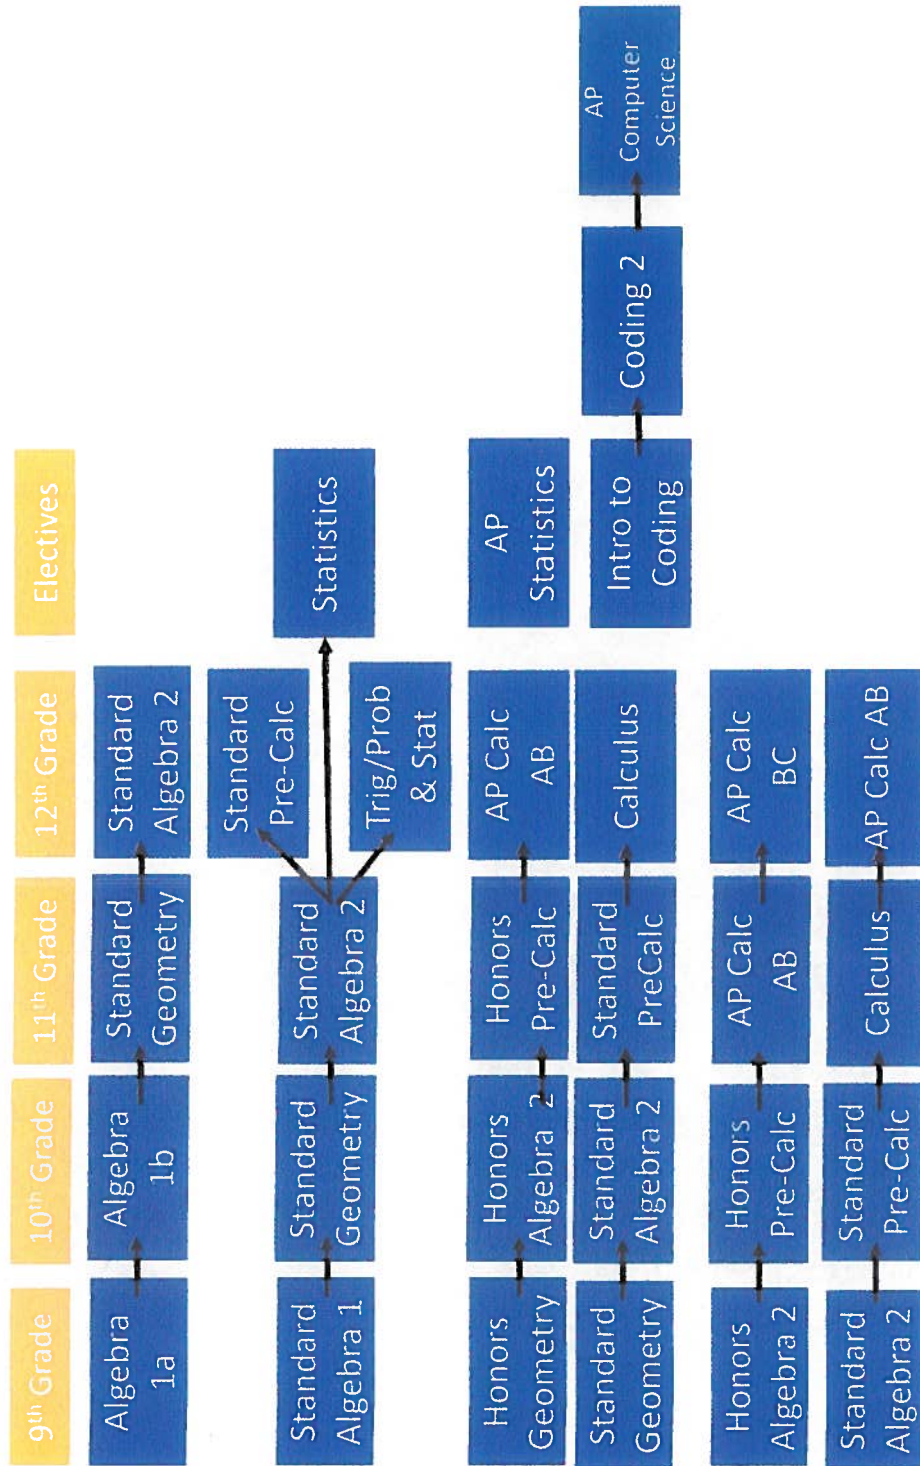 9th Grade
10th Grade
11th Grade
12th Grade
Electives
Algebra
1a
Algebra
1b
Standard
Geometry
Standard
Algebra 2
Standard
Algebra 1
Standard
Geometry
Standard
Algebra 2
Standard
Pre-Calc
Trig/Prob
& Stat
Statistics
Honors
Geometry
Honors
Algebra 2
Honors
Pre-Calc
AP Calc
AB
AP
Statistics
Standard
Geometry
Standard
Algebra 2
Standard
PreCalc
Calculus
Intro to
Coding
Coding 2
AP
Computer
Science
Honors
Algebra 2
Honors
Pre-Calc
AP Calc
AB
AP Calc
BC
Standard
Algebra 2
Standard
Pre-Calc
Calculus
AP Calc AB